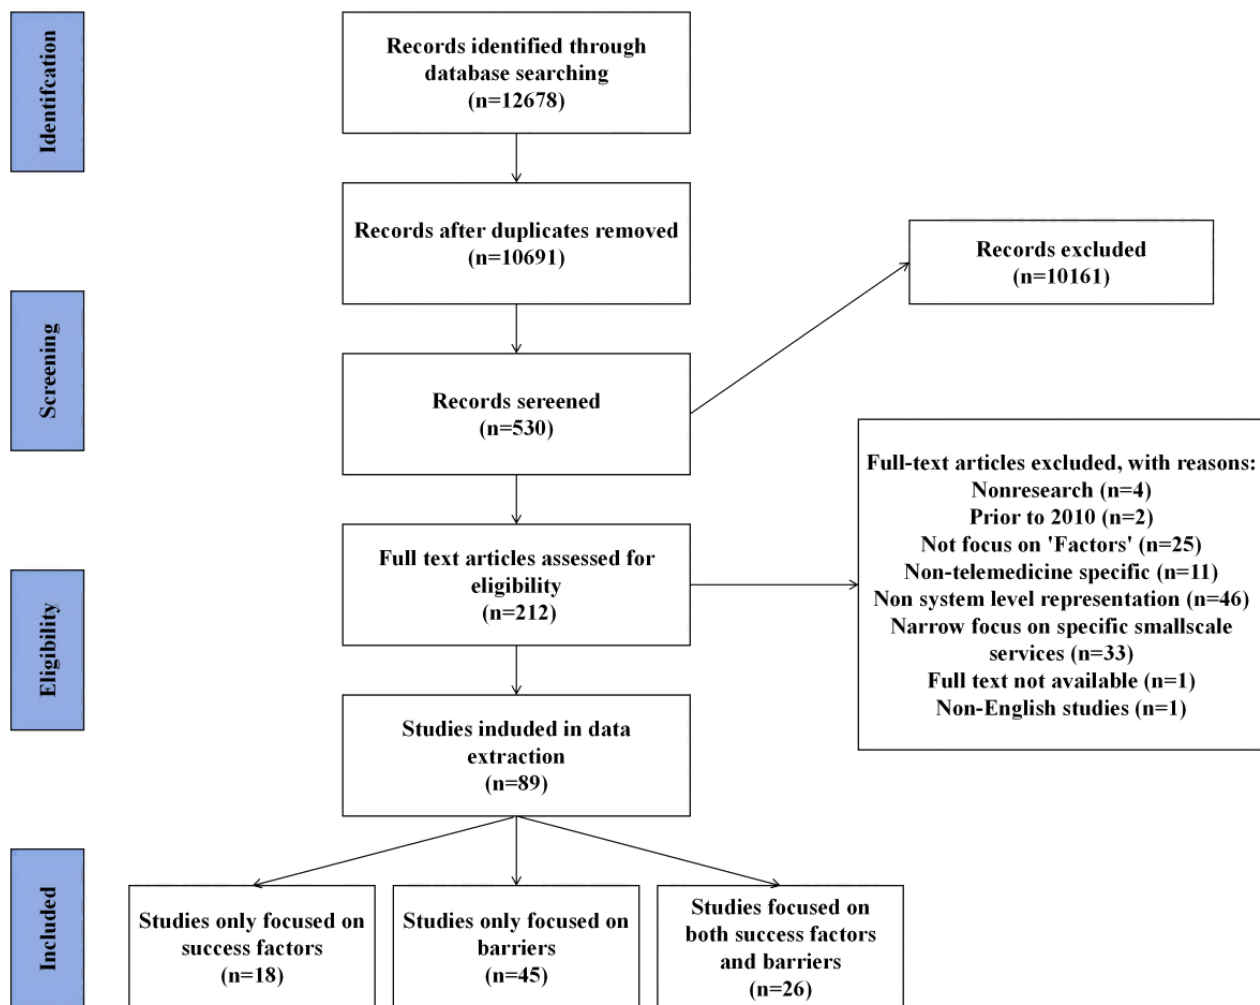 Identifcation
Records identified through
database searching
(n=12678)
Records after duplicates removed
(n=10691)
Records excluded
(n=10161)
Screening
Records sereened
(n=530)
Full-text articles excluded, with reasons:
Nonresearch (n=4)
Prior to 2010 (n=2)
Not focus on 'Factors' (n=25)
Non-telemedicine specific (n=11)
Non system level representation (n=46)
Narrow focus on specific smallscale
services (n=33)
Full text not available (n=1)
Non-English studies (n=1)
Eligibility
Full text articles assessed for
eligibility
(n=212)
Studies induded in data
extraction
(n=89)
Included
Studies only focused on
success factors
(n=18)
Studies only focused on
barriers
(n=45)
Studies focused on
both success factors
and barriers
(n=26)